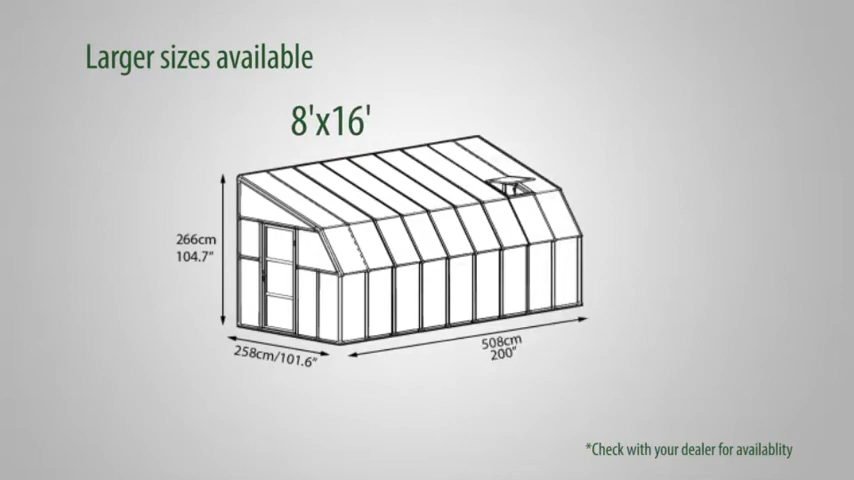 Larger sizes available
8'x16'
266cm
104.7"
258cm/101.6"
508cm
200"
*Check with your dealer for availablity